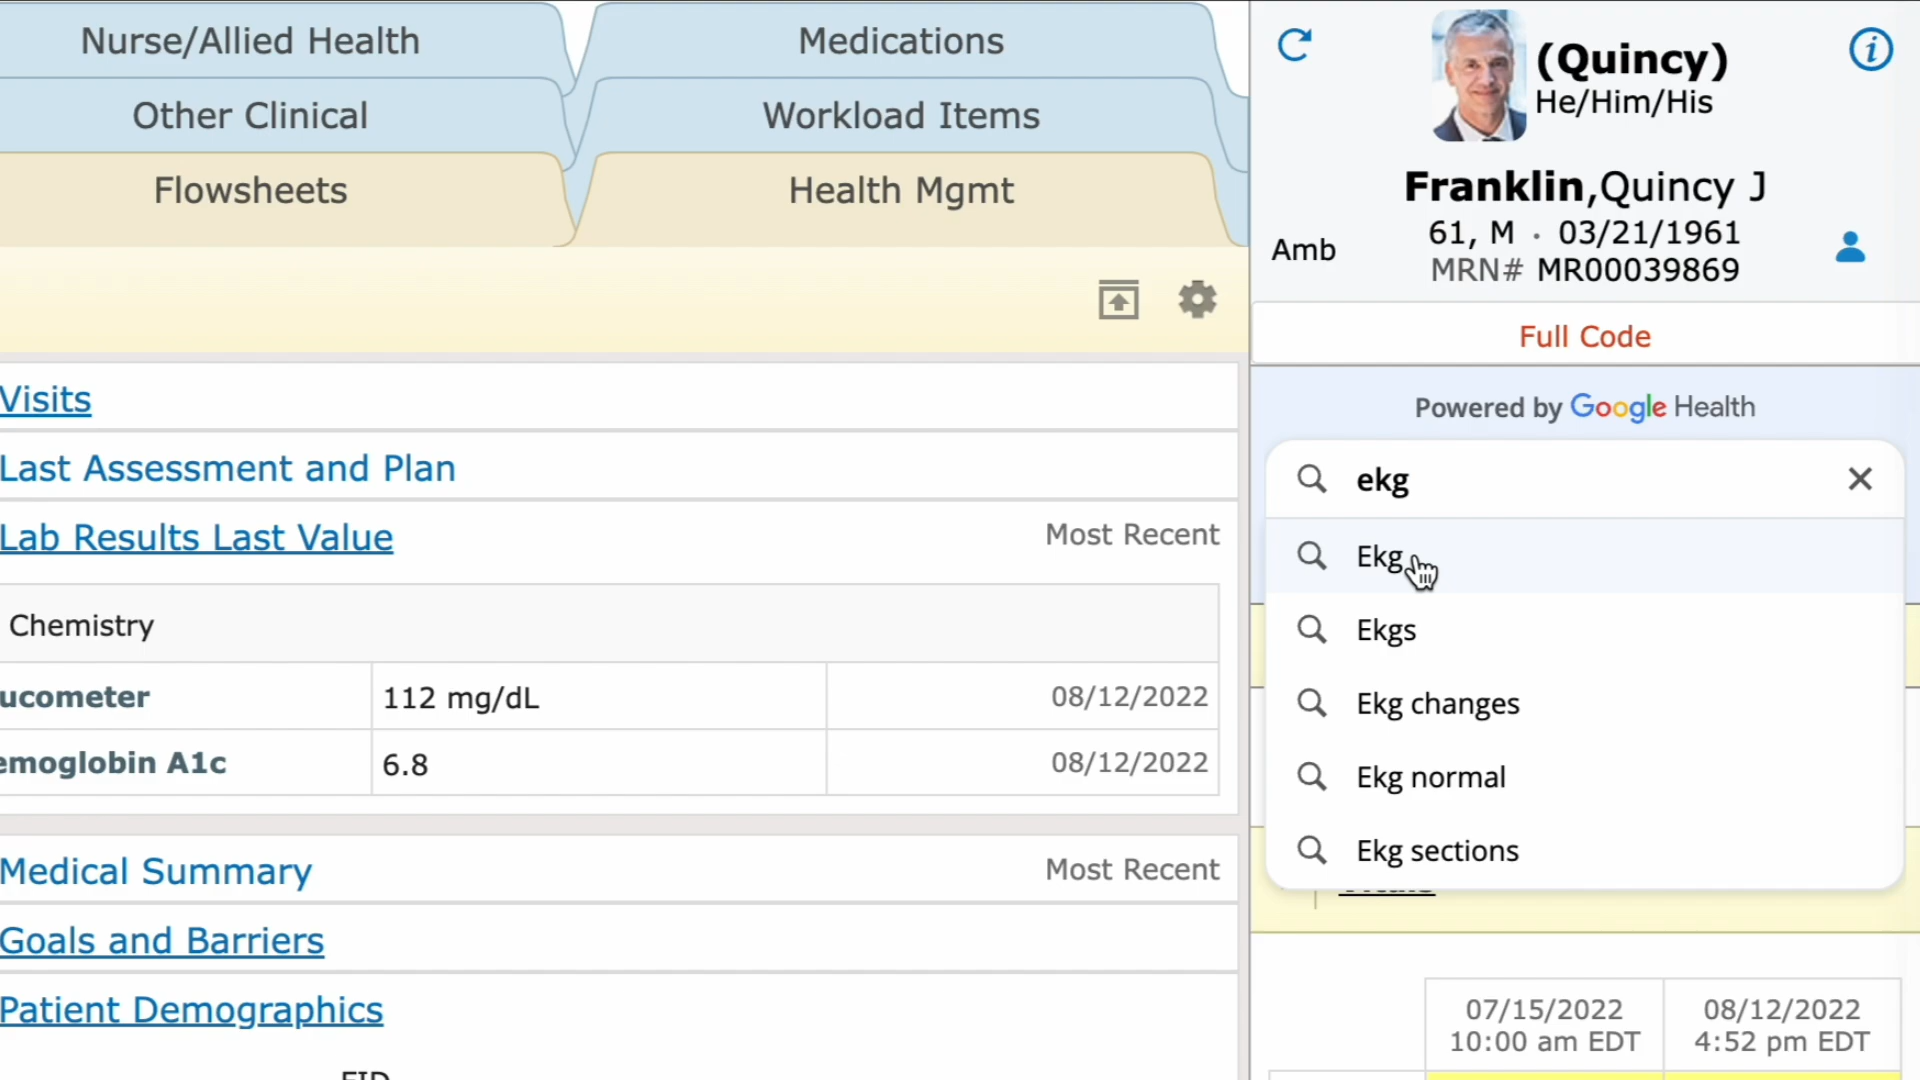 Nurse/Allied Health
Medications
Other Clinical
Workload Items
Flowsheets
Health Mgmt
(Quincy)
He/Him/His
Franklin,Quincy J
61, M · 03/21/1961
Amb
MRN# MR00039869
Full Code
Powered by Google Health
ekg
Ekg
Ekgs
Ekg changes
Ekg normal
Ekg sections
Visits
Last Assessment and Plan
Lab Results Last Value
Most Recent
Chemistry
ucometer
112 mg/dL
08/12/2022
emoglobin A1c
6.8
08/12/2022
Medical Summary
Most Recent
Goals and Barriers
Patient Demographics
07/15/2022
10:00 am EDT
08/12/2022
4:52 pm EDT